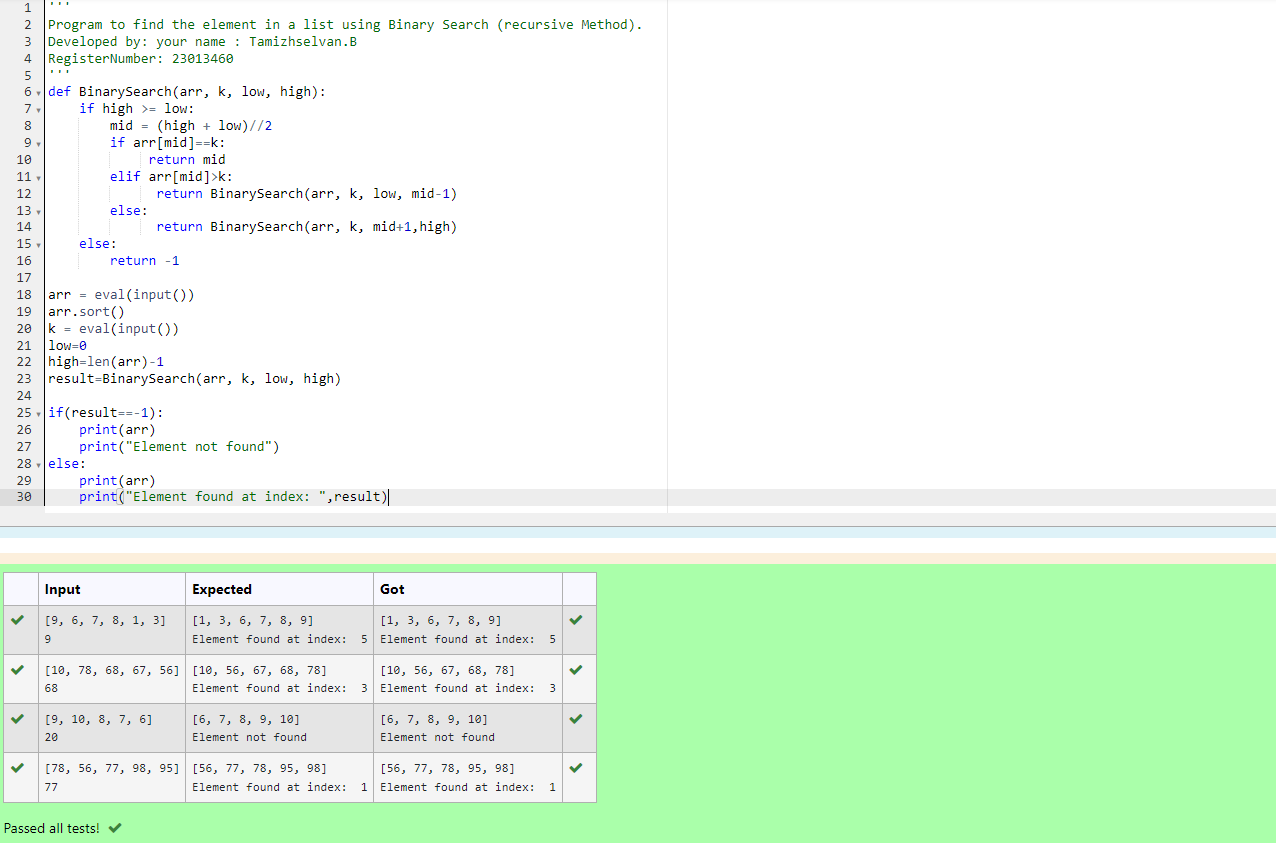 1 '''
2 Program to find the element in a list using Binary Search (recursive Method).
3 Developed by: your name : Tamizhselvan.B
4 RegisterNumber: 23013460
5 '''
6 def BinarySearch(arr, k, low, high):
7     if high >= low:
8         mid = (high + low)//2
9         if arr[mid]==k:
10             return mid
11         elif arr[mid]>k:
12              return BinarySearch(arr, k, low, mid-1)
13         else:
14              return BinarySearch(arr, k, mid+1,high)
15     else:
16         return -1
17
18 arr = eval(input())
19 arr.sort()
20 k = eval(input())
21 low=0
22 high=len(arr)-1
23 result=BinarySearch(arr, k, low, high)
24
25 if(result==-1):
26     print(arr)
27     print("Element not found")
28 else:
29     print(arr)
30     print("Element found at index: ",result)
Input Expected Got
[9, 6, 7, 8, 1, 3] [1, 3, 6, 7, 8, 9] [1, 3, 6, 7, 8, 9]
9 Element found at index:  5 Element found at index:  5
[10, 78, 68, 67, 56] [10, 56, 67, 68, 78] [10, 56, 67, 68, 78]
68 Element found at index:  3 Element found at index:  3
[9, 10, 8, 7, 6] [6, 7, 8, 9, 10] [6, 7, 8, 9, 10]
20 Element not found Element not found
[78, 56, 77, 98, 95] [56, 77, 78, 95, 98] [56, 77, 78, 95, 98]
77 Element found at index:  1 Element found at index:  1
Passed all tests!